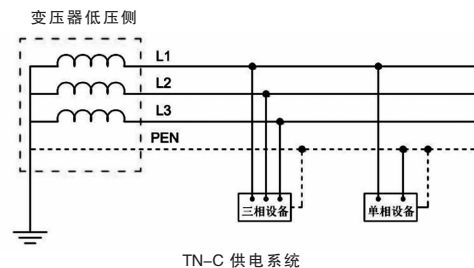 变压器低压侧
L1
L2
L3
PEN
三相设备
单相设备
TN–C 供电系统